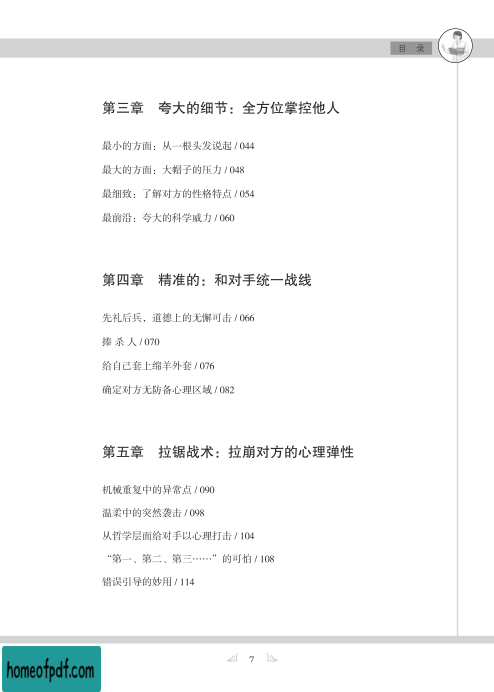 目 录
第三章 夸大的细节：全方位掌控他人
最小的方面：从一根头发说起 / 044
最大的方面：大帽子的压力 / 048
最细致：了解对方的性格特点 / 054
最前沿：夸大的科学威力 / 060
第四章 精准的：和对手统一战线
先礼后兵，道德上的无懈可击 / 066
捧 杀 人 / 070
给自己套上绵羊外套 / 076
确定对方无防备心理区域 / 082
第五章 拉锯战术：拉崩对方的心理弹性
机械重复中的异常点 / 090
温柔中的突然袭击 / 098
从哲学层面给对手以心理打击 / 104
“第一、第二、第三……”的可怕 / 108
错误引导的妙用 / 114
7
homeofpdf.com